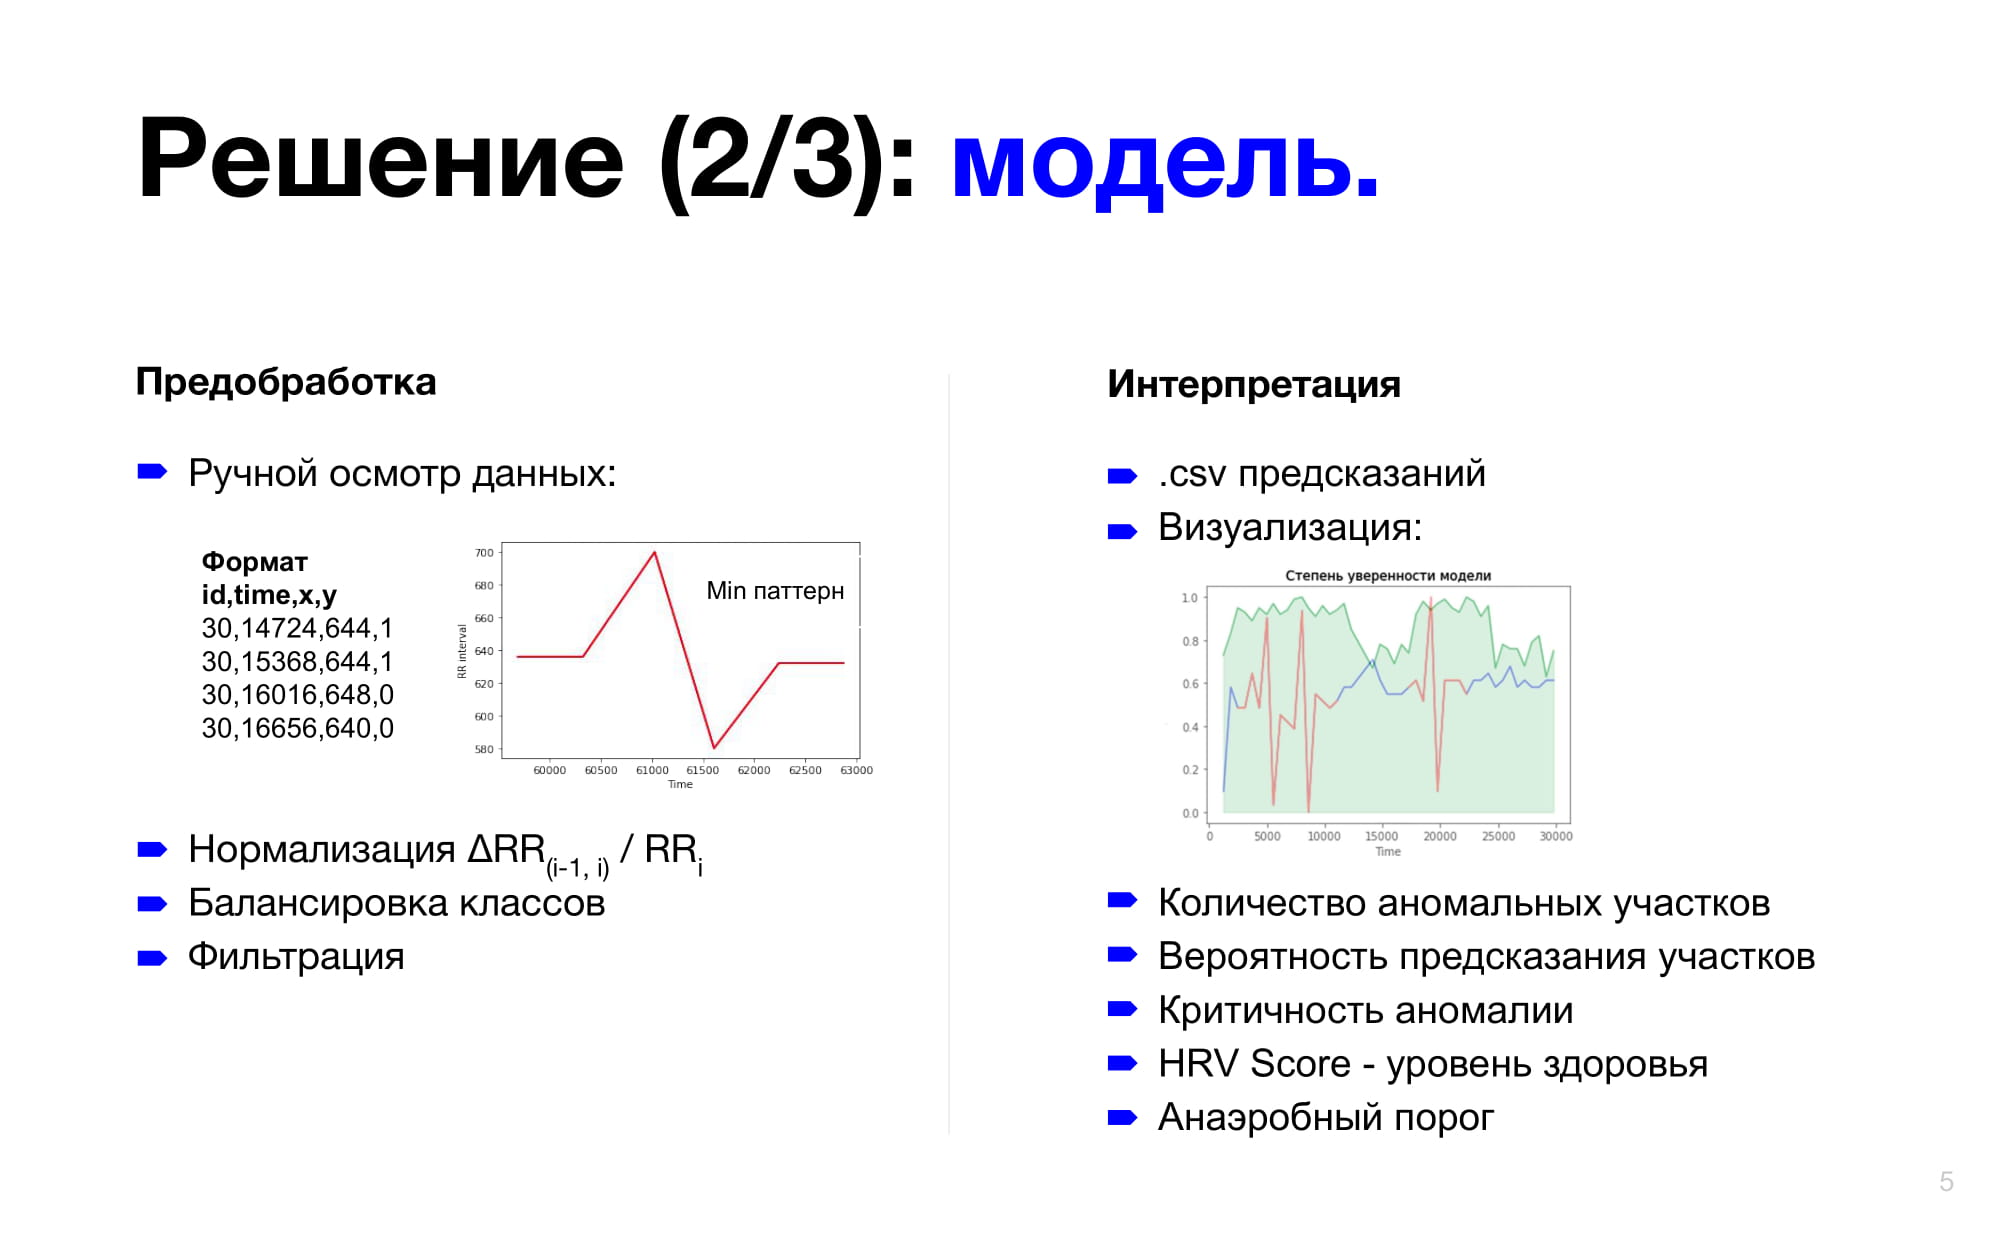 Решение (2/3): модель.
Предобработка
Ручной осмотр данных:
Формат
id,time,x,y
30,14724,644,1
30,15368,644,1
30,16016,648,0
30,16656,640,0
Min паттерн
RR interval
700
680
660
640
620
600
580
60000 60500 61000 61500 62000 62500 63000
Time
Нормализация ΔRR(i-1, i) / RRi
Балансировка классов
Фильтрация
Интерпретация
.csv предсказаний
Визуализация:
Степень уверенности модели
1.0
0.8
0.6
0.4
0.2
0.0
0 5000 10000 15000 20000 25000 30000
Time
Количество аномальных участков
Вероятность предсказания участков
Критичность аномалии
HRV Score - уровень здоровья
Анаэробный порог
5